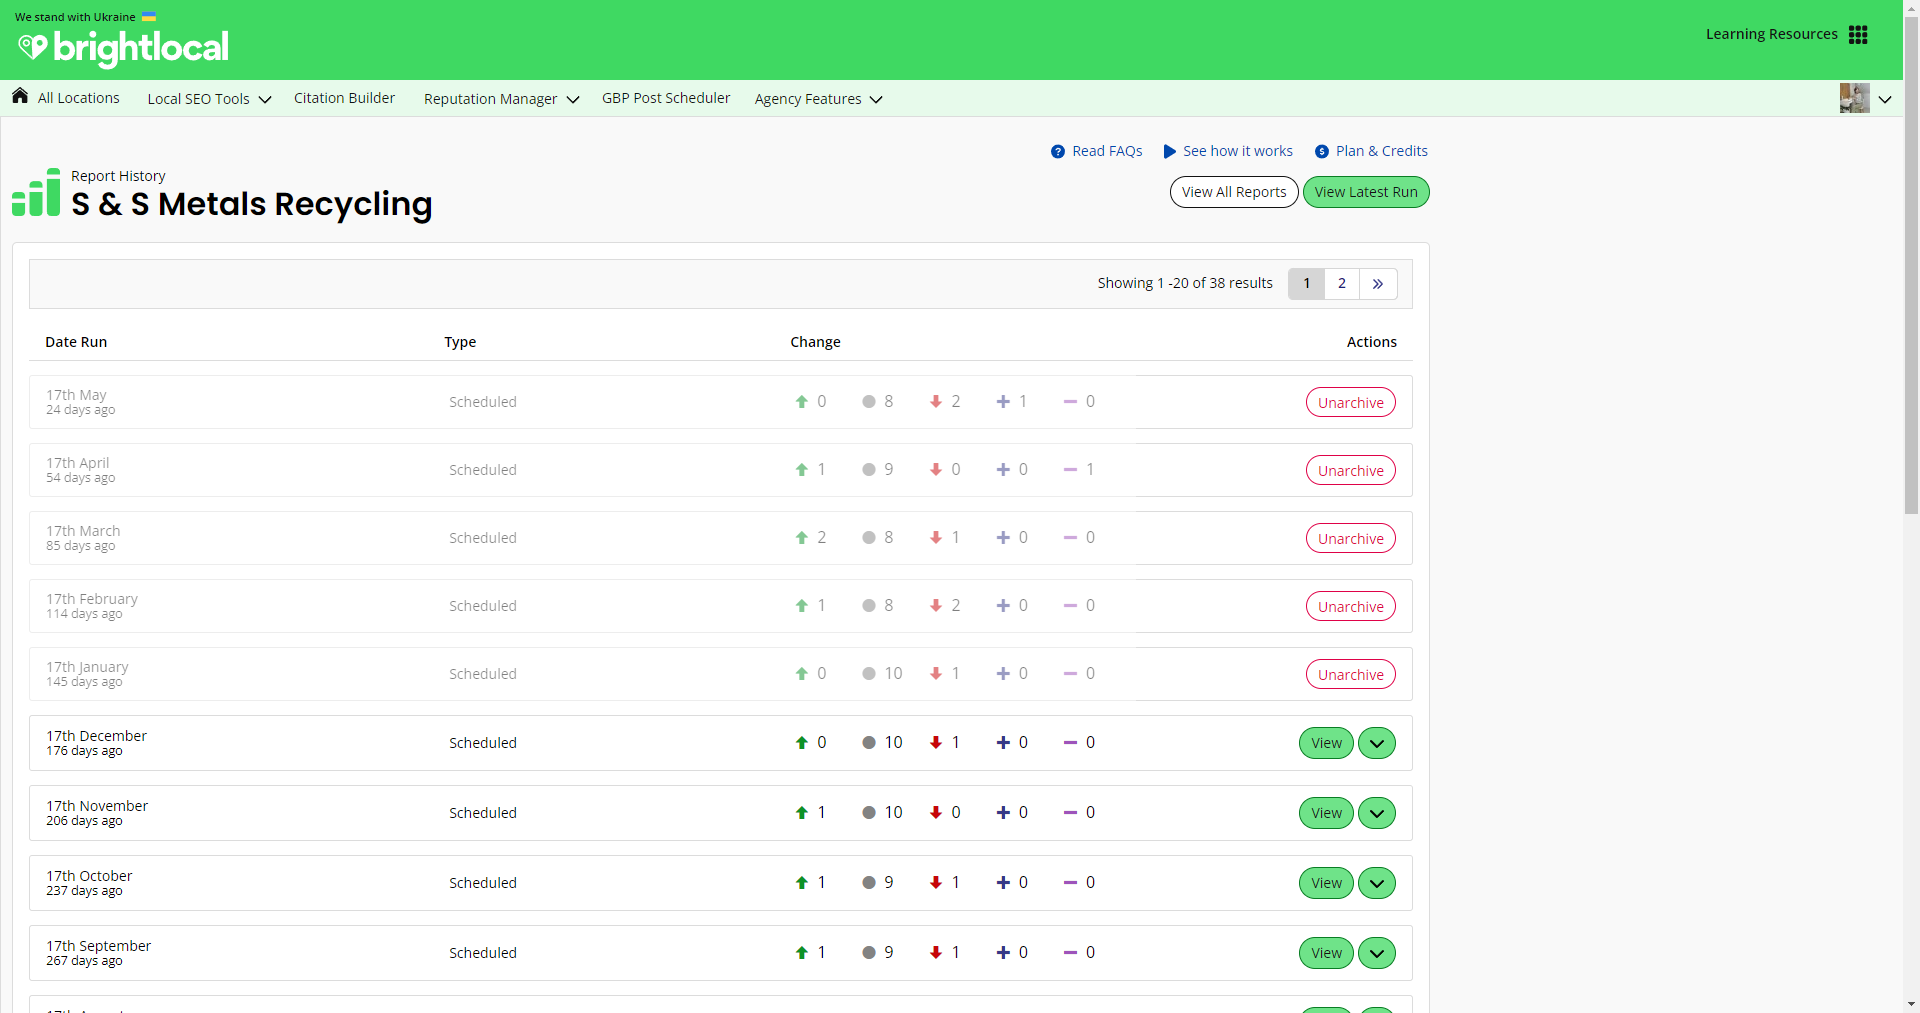 We stand with Ukraine
brightlocal
Learning Resources
All Locations Local SEO Tools Citation Builder Reputation Manager GBP Post Scheduler Agency Features
Read FAQs See how it works Plan & Credits
Report History
S & S Metals Recycling
View All Reports View Latest Run
Showing 1 -20 of 38 results 1 2 »
Date Run Type Change Actions
17th May
24 days ago
Scheduled 0 8 2 1 0 Unarchive
17th April
54 days ago
Scheduled 1 9 0 0 1 Unarchive
17th March
85 days ago
Scheduled 2 8 1 0 0 Unarchive
17th February
114 days ago
Scheduled 1 8 2 0 0 Unarchive
17th January
145 days ago
Scheduled 0 10 1 0 0 Unarchive
17th December
176 days ago
Scheduled 0 10 1 0 0 View
17th November
206 days ago
Scheduled 1 10 0 0 0 View
17th October
237 days ago
Scheduled 1 9 1 0 0 View
17th September
267 days ago
Scheduled 1 9 1 0 0 View